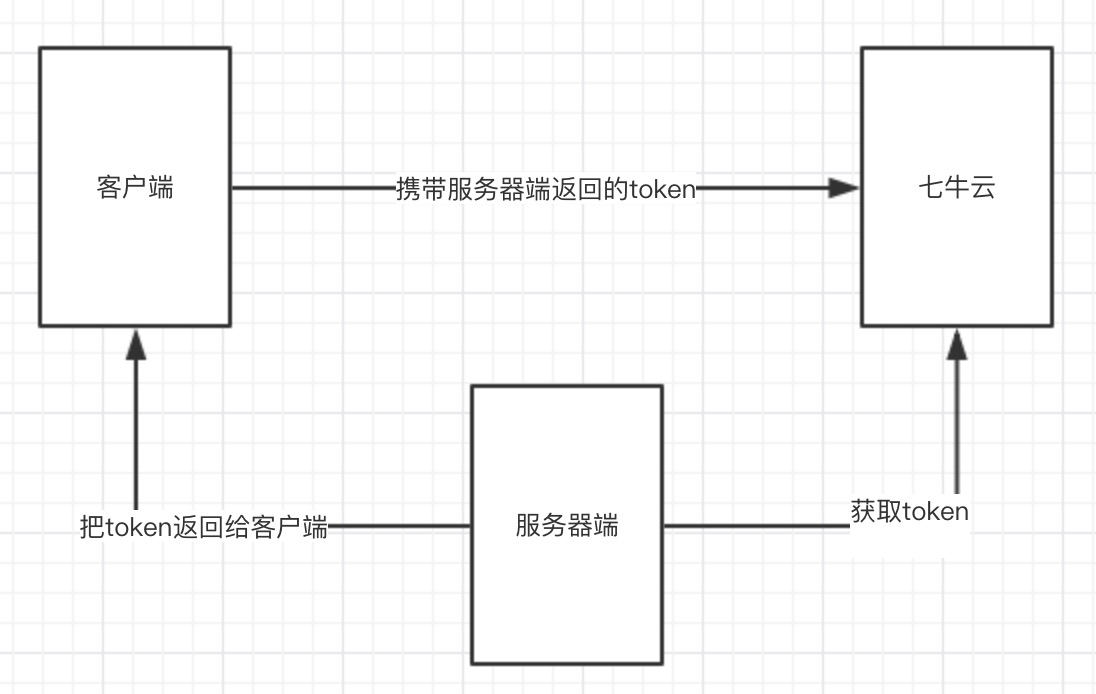 客户端
携带服务器端返回的token
七牛云
把token返回给客户端
服务器端
获取token